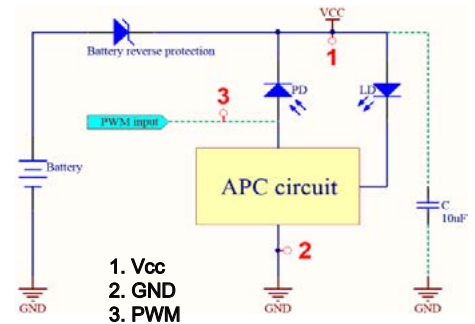 VCC
Battery reverse protection
1
3
PD
LD
PWM input
Battery
APC circuit
C
10uF
2
1. Vcc
2. GND
3. PWM
GND
GND
GND